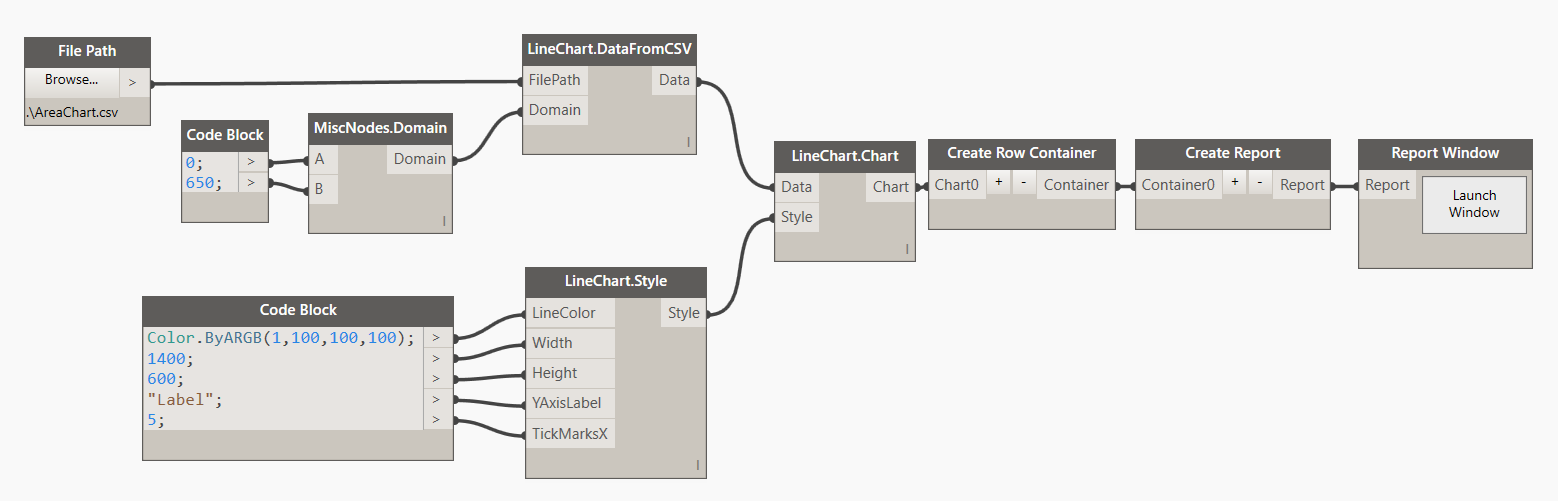 File Path
Browse... >
.\AreaChart.csv
Code Block
0; >
650; >
MiscNodes.Domain
A Domain
B
l
LineChart.DataFromCSV
FilePath Data
Domain
l
Code Block
Color.ByARGB(1,100,100,100); >
1400; >
600; >
"Label"; >
5; >
LineChart.Style
LineColor Style
Width
Height
YAxisLabel
TickMarksX
l
LineChart.Chart
Data Chart
Style
l
Create Row Container
Chart0 + - Container
Create Report
Container0 + - Report
Report Window
Report Launch
Window